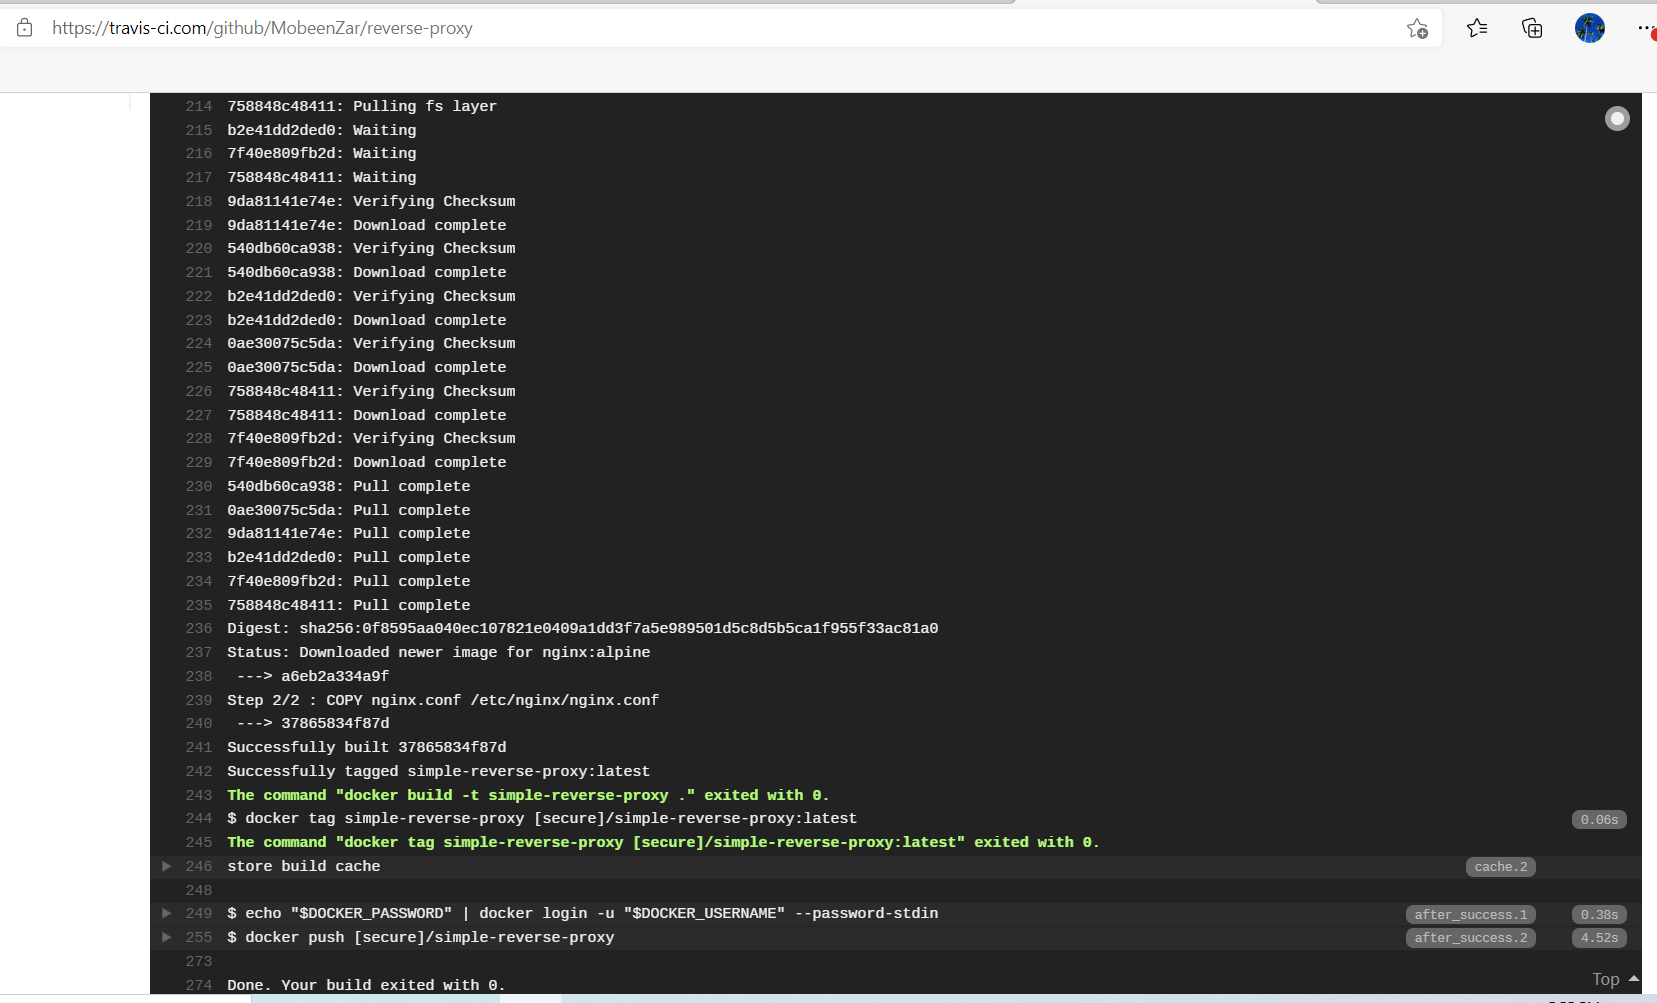 https://travis-ci.com/github/MobeenZar/reverse-proxy
214 758848c48411: Pulling fs layer
215 b2e41dd2ded0: Waiting
216 7f40e809fb2d: Waiting
217 758848c48411: Waiting
218 9da81141e74e: Verifying Checksum
219 9da81141e74e: Download complete
220 540db60ca938: Verifying Checksum
221 540db60ca938: Download complete
222 b2e41dd2ded0: Verifying Checksum
223 b2e41dd2ded0: Download complete
224 0ae30075c5da: Verifying Checksum
225 0ae30075c5da: Download complete
226 758848c48411: Verifying Checksum
227 758848c48411: Download complete
228 7f40e809fb2d: Verifying Checksum
229 7f40e809fb2d: Download complete
230 540db60ca938: Pull complete
231 0ae30075c5da: Pull complete
232 9da81141e74e: Pull complete
233 b2e41dd2ded0: Pull complete
234 7f40e809fb2d: Pull complete
235 758848c48411: Pull complete
236 Digest: sha256:0f8595aa040ec107821e0409a1dd3f7a5e989501d5c8d5b5ca1f955f33ac81a0
237 Status: Downloaded newer image for nginx:alpine
238 ---> a6eb2a334a9f
239 Step 2/2 : COPY nginx.conf /etc/nginx/nginx.conf
240 ---> 37865834f87d
241 Successfully built 37865834f87d
242 Successfully tagged simple-reverse-proxy:latest
243 The command "docker build -t simple-reverse-proxy ." exited with 0.
244 $ docker tag simple-reverse-proxy [secure]/simple-reverse-proxy:latest 0.06s
245 The command "docker tag simple-reverse-proxy [secure]/simple-reverse-proxy:latest" exited with 0.
246 store build cache cache.2
248
249 $ echo "$DOCKER_PASSWORD" | docker login -u "$DOCKER_USERNAME" --password-stdin after_success.1 0.38s
255 $ docker push [secure]/simple-reverse-proxy after_success.2 4.52s
273
274 Done. Your build exited with 0.
Top